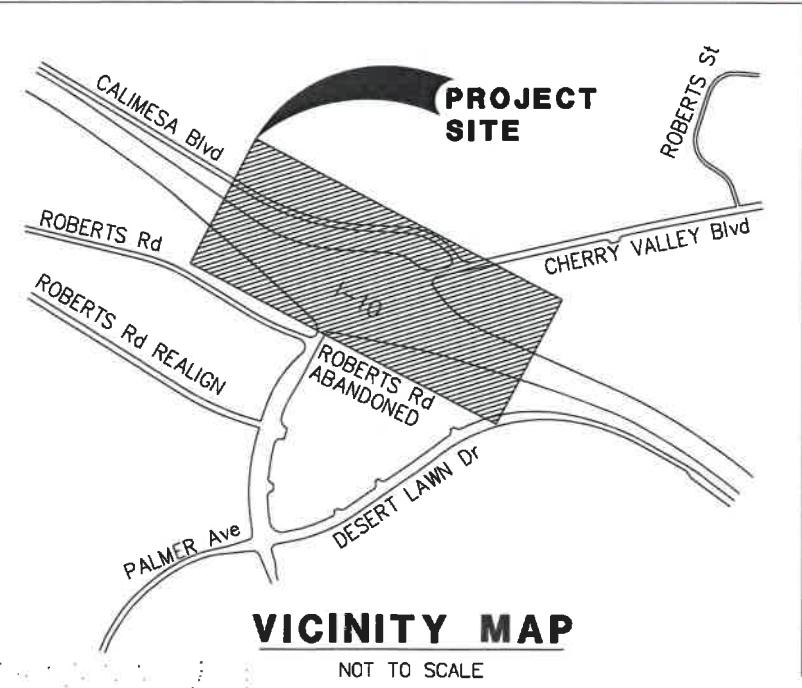 CALIMESA Blvd
PROJECT
SITE
ROBERTS St
ROBERTS Rd
CHERRY VALLEY Blvd
I-10
ROBERTS Rd REALIGN
ROBERTS Rd
ABANDONED
DESERT LAWN Dr
PALMER Ave
VICINITY MAP
NOT TO SCALE